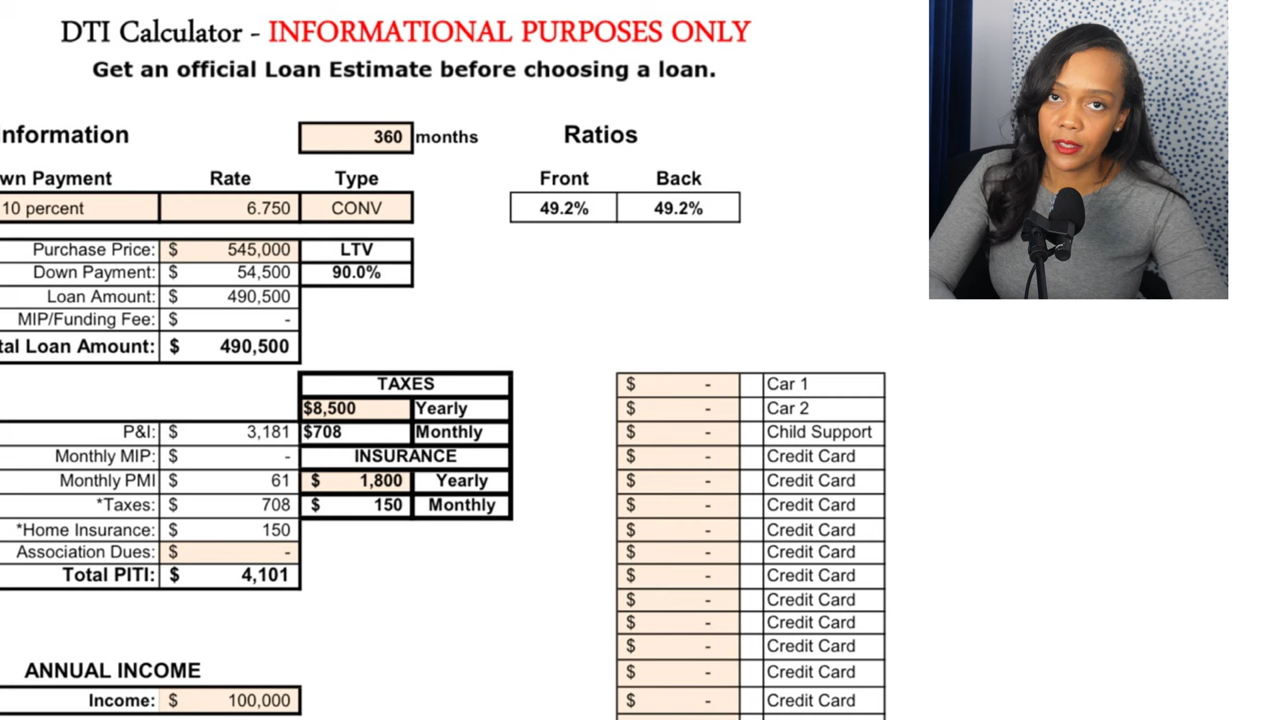 DTI Calculator - INFORMATIONAL PURPOSES ONLY
Get an official Loan Estimate before choosing a loan.
nformation 360 months Ratios
wn Payment Rate Type Front Back
10 percent 6.750 CONV 49.2% 49.2%
Purchase Price: $ 545,000 LTV
Down Payment: $ 54,500 90.0%
Loan Amount: $ 490,500
MIP/Funding Fee: $ -
tal Loan Amount: $ 490,500
TAXES $ - Car 1
$8,500 Yearly $ - Car 2
P&I: $ 3,181 $708 Monthly $ - Child Support
Monthly MIP: $ - INSURANCE $ - Credit Card
Monthly PMI $ 61 $ 1,800 Yearly $ - Credit Card
*Taxes: $ 708 $ 150 Monthly $ - Credit Card
*Home Insurance: $ 150 $ - Credit Card
Association Dues: $ - $ - Credit Card
Total PITI: $ 4,101 $ - Credit Card
$ - Credit Card
$ - Credit Card
$ - Credit Card
ANNUAL INCOME $ - Credit Card
Income: $ 100,000 $ - Credit Card